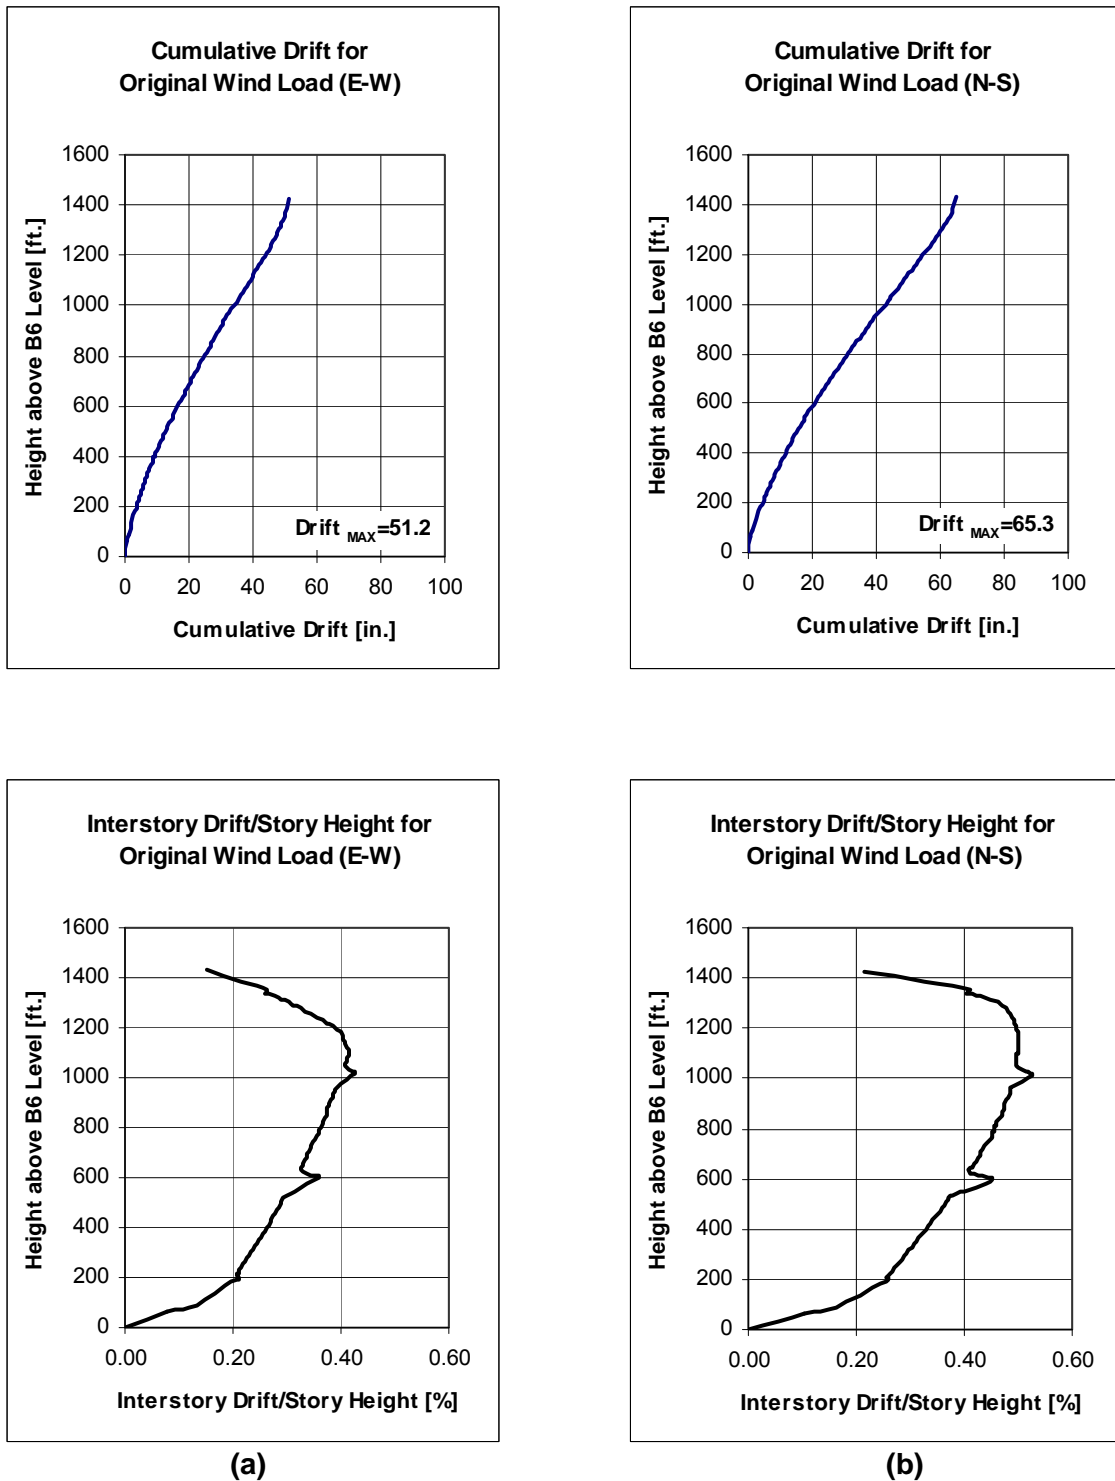 Cumulative Drift for
Original Wind Load (E-W)
1600
1400
1200
1000
800
600
400
200
0
Height above B6 Level [ft.]
Drift MAX=51.2
0 20 40 60 80 100
Cumulative Drift [in.]
Cumulative Drift for
Original Wind Load (N-S)
1600
1400
1200
1000
800
600
400
200
0
Height above B6 Level [ft.]
Drift MAX=65.3
0 20 40 60 80 100
Cumulative Drift [in.]
Interstory Drift/Story Height for
Original Wind Load (E-W)
1600
1400
1200
1000
800
600
400
200
0
Height above B6 Level [ft.]
0.00 0.20 0.40 0.60
Interstory Drift/Story Height [%]
(a)
Interstory Drift/Story Height for
Original Wind Load (N-S)
1600
1400
1200
1000
800
600
400
200
0
Height above B6 Level [ft.]
0.00 0.20 0.40 0.60
Interstory Drift/Story Height [%]
(b)